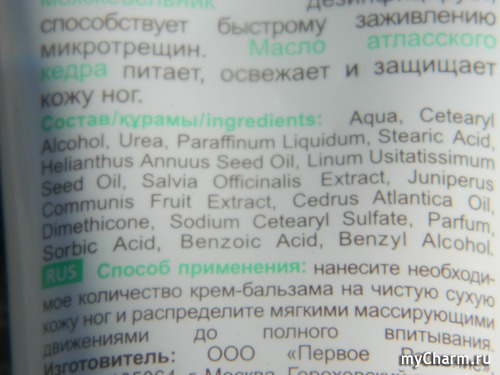 можжевельник дезинфицирует,
способствует быстрому заживлению
микротрещин. Масло атласского
кедра питает, освежает и защищает
кожу ног.
Состав/құрамы/ingredients: Aqua, Cetearyl
Alcohol, Urea, Paraffinum Liquidum, Stearic Acid,
Helianthus Annuus Seed Oil, Linum Usitatissimum
Seed Oil, Salvia Officinalis Extract, Juniperus
Communis Fruit Extract, Cedrus Atlantica Oil,
Dimethicone, Sodium Cetearyl Sulfate, Parfum,
Sorbic Acid, Benzoic Acid, Benzyl Alcohol.
RUS Способ применения: нанесите необходи-
мое количество крем-бальзама на чистую сухую
кожу ног и распределите мягкими массирующими
движениями до полного впитывания.
Изготовитель: ООО «Первое
г. Москва, Гороховский
myCharm.ru